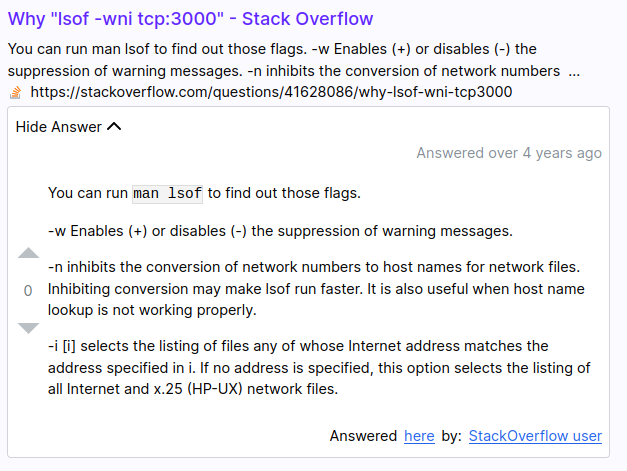 Why "lsof -wni tcp:3000" - Stack Overflow
You can run man lsof to find out those flags. -w Enables (+) or disables (-) the
suppression of warning messages. -n inhibits the conversion of network numbers ...
https://stackoverflow.com/questions/41628086/why-lsof-wni-tcp3000
Hide Answer
Answered over 4 years ago
You can run man lsof to find out those flags.
-w Enables (+) or disables (-) the suppression of warning messages.
-n inhibits the conversion of network numbers to host names for network files.
Inhibiting conversion may make lsof run faster. It is also useful when host name
0
lookup is not working properly.
-i [i] selects the listing of files any of whose Internet address matches the
address specified in i. If no address is specified, this option selects the listing of
all Internet and x.25 (HP-UX) network files.
Answered here by: StackOverflow user